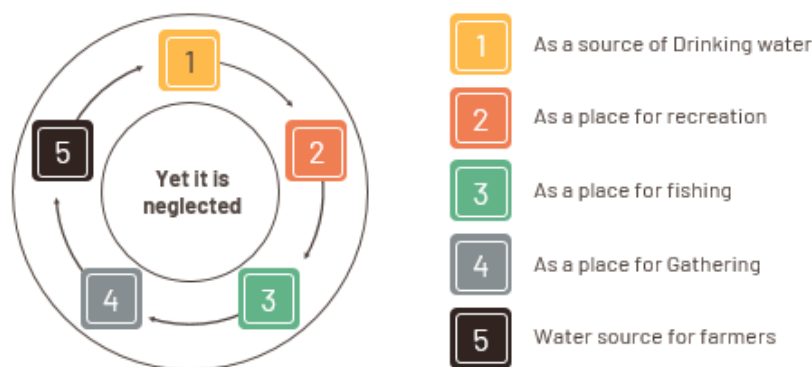 1
5
2
Yet it is
neglected
4
3
1
As a source of Drinking water
2
As a place for recreation
3
As a place for fishing
4
As a place for Gathering
5
Water source for farmers